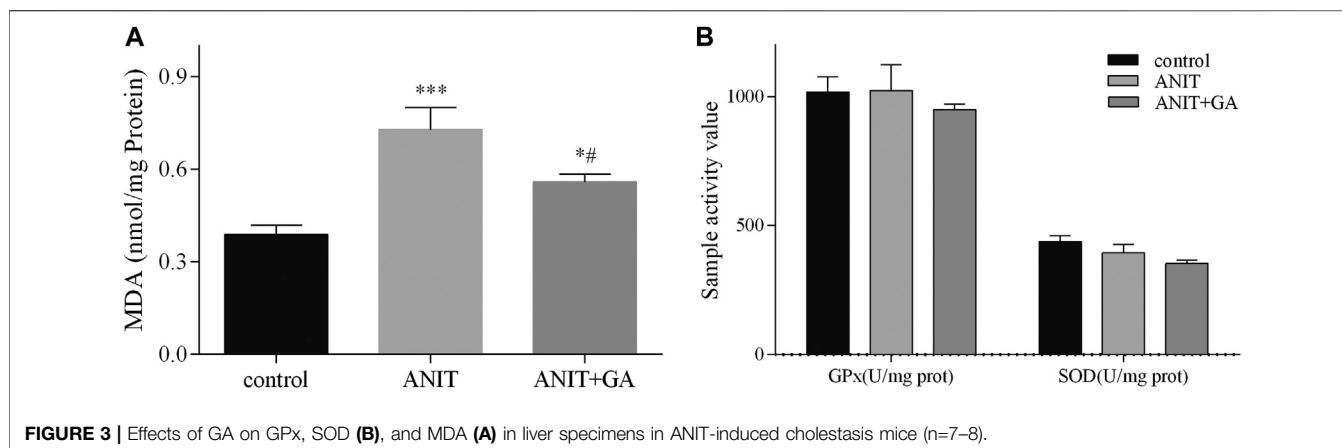 A
MDA (nmol/mg Protein)
0.9
0.6
0.3
0.0
***
*#
control
ANIT
ANIT+GA
B
Sample activity value
1000
500
0
control
ANIT
ANIT+GA
GPx(U/mg prot)
SOD(U/mg prot)
FIGURE 3 | Effects of GA on GPx, SOD (B), and MDA (A) in liver specimens in ANIT-induced cholestasis mice (n=7–8).